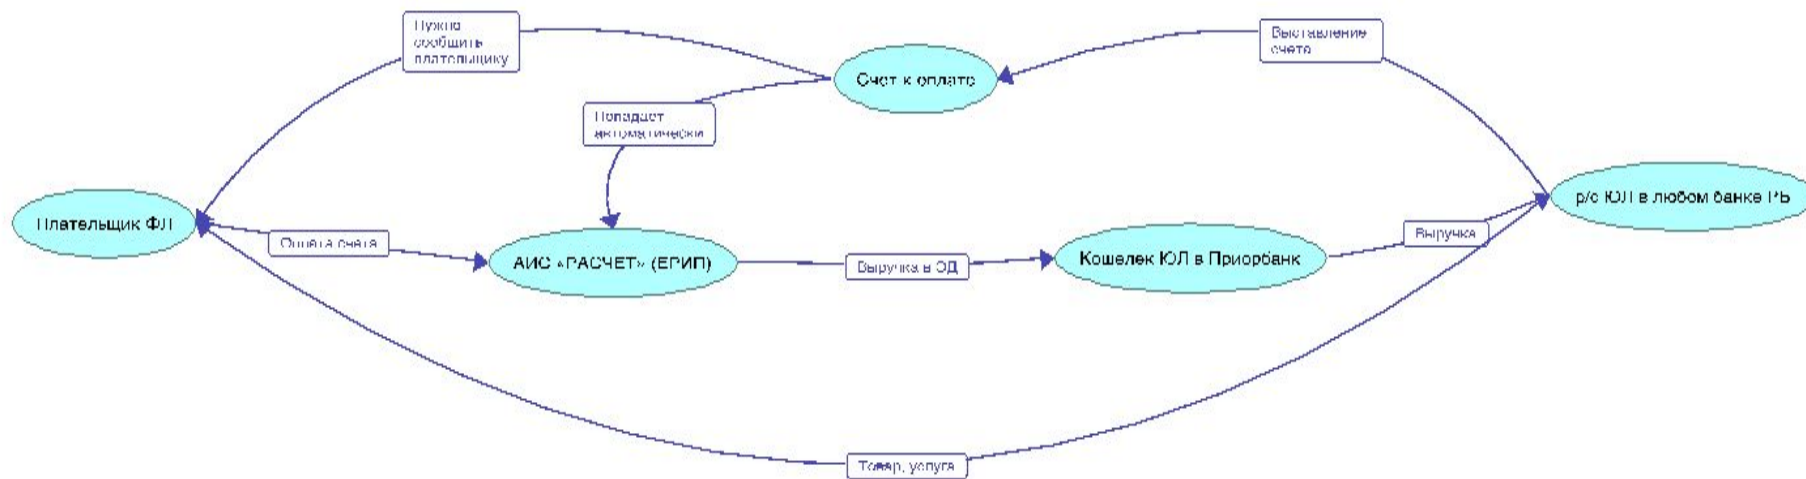 Нужно
сообщить
плательщику
Выставление
счета
Счет к оплате
Попадает
автоматически
Плательщик ФЛ
Оплата счета
АИС «РАСЧЕТ» (ЕРИП)
Выручка в ЭД
Кошелек ЮЛ в Приорбанк
Выручка
р/с ЮЛ в любом банке РБ
Товар, услуга